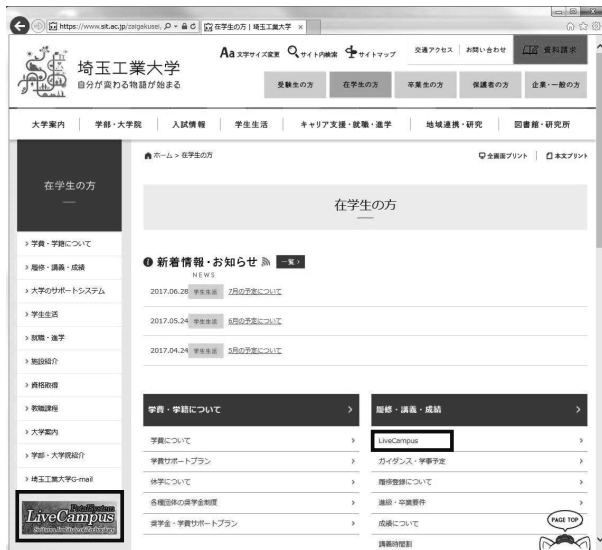 https://www.sit.ac.jp/zaigakusei,
在学生の方 | 埼玉工業大学
埼玉工業大学
自分が変わる物語が始まる
Aa 文字サイズ変更 サイト内検索 サイトマップ 交通アクセス お問い合わせ 資料請求
受験生の方 在学生の方 卒業生の方 保護者の方 企業・一般の方
大学案内 学部・大学院 入試情報 学生生活 キャリア支援・就職・進学 地域連携・研究 図書館・研究所
在学生の方
> 学費・学籍について
> 履修・講義・成績
> 大学のサポートシステム
> 学生生活
> 就職・進学
> 施設紹介
> 資格取得
> 教職課程
> 大学案内
> 学部・大学院紹介
> 埼玉工業大学G-mail
LiveCampus
ホーム > 在学生の方
全画面プリント 本文プリント
在学生の方
新着情報・お知らせ 一覧 >
NEWS
2017.06.28 学生生活 7月の予定について
2017.05.24 学生生活 6月の予定について
2017.04.24 学生生活 5月の予定について
学費・学籍について >
学費について >
学費サポートプラン >
休学について >
各種団体の奨学金制度 >
奨学金・学費サポートプラン >
履修・講義・成績 >
LiveCampus >
ガイダンス・学事予定 >
履修登録について >
進級・卒業要件 >
成績について
講義時間割
PAGE TOP